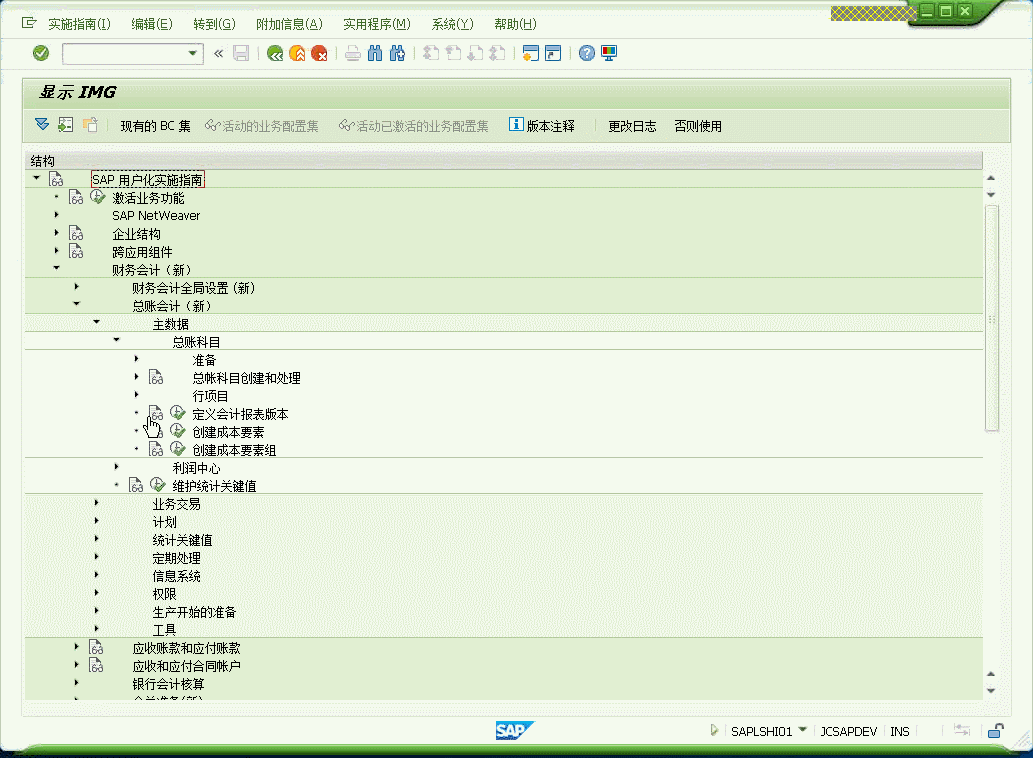 实施指南(I) 编辑(E) 转到(G) 附加信息(A) 实用程序(M) 系统(Y) 帮助(H)
显示 IMG
现有的 BC 集 活动的业务配置集 活动已激活的业务配置集 版本注释 更改日志 否则使用
结构
SAP 用户化实施指南
激活业务功能
SAP NetWeaver
企业结构
跨应用组件
财务会计（新）
财务会计全局设置 (新)
总账会计（新）
主数据
总账科目
准备
总帐科目创建和处理
行项目
定义会计报表版本
创建成本要素
创建成本要素组
利润中心
维护统计关键值
业务交易
计划
统计关键值
定期处理
信息系统
权限
生产开始的准备
工具
应收账款和应付账款
应收和应付合同帐户
银行会计核算
SAP SAPLSHI01 JCSAPDEV INS